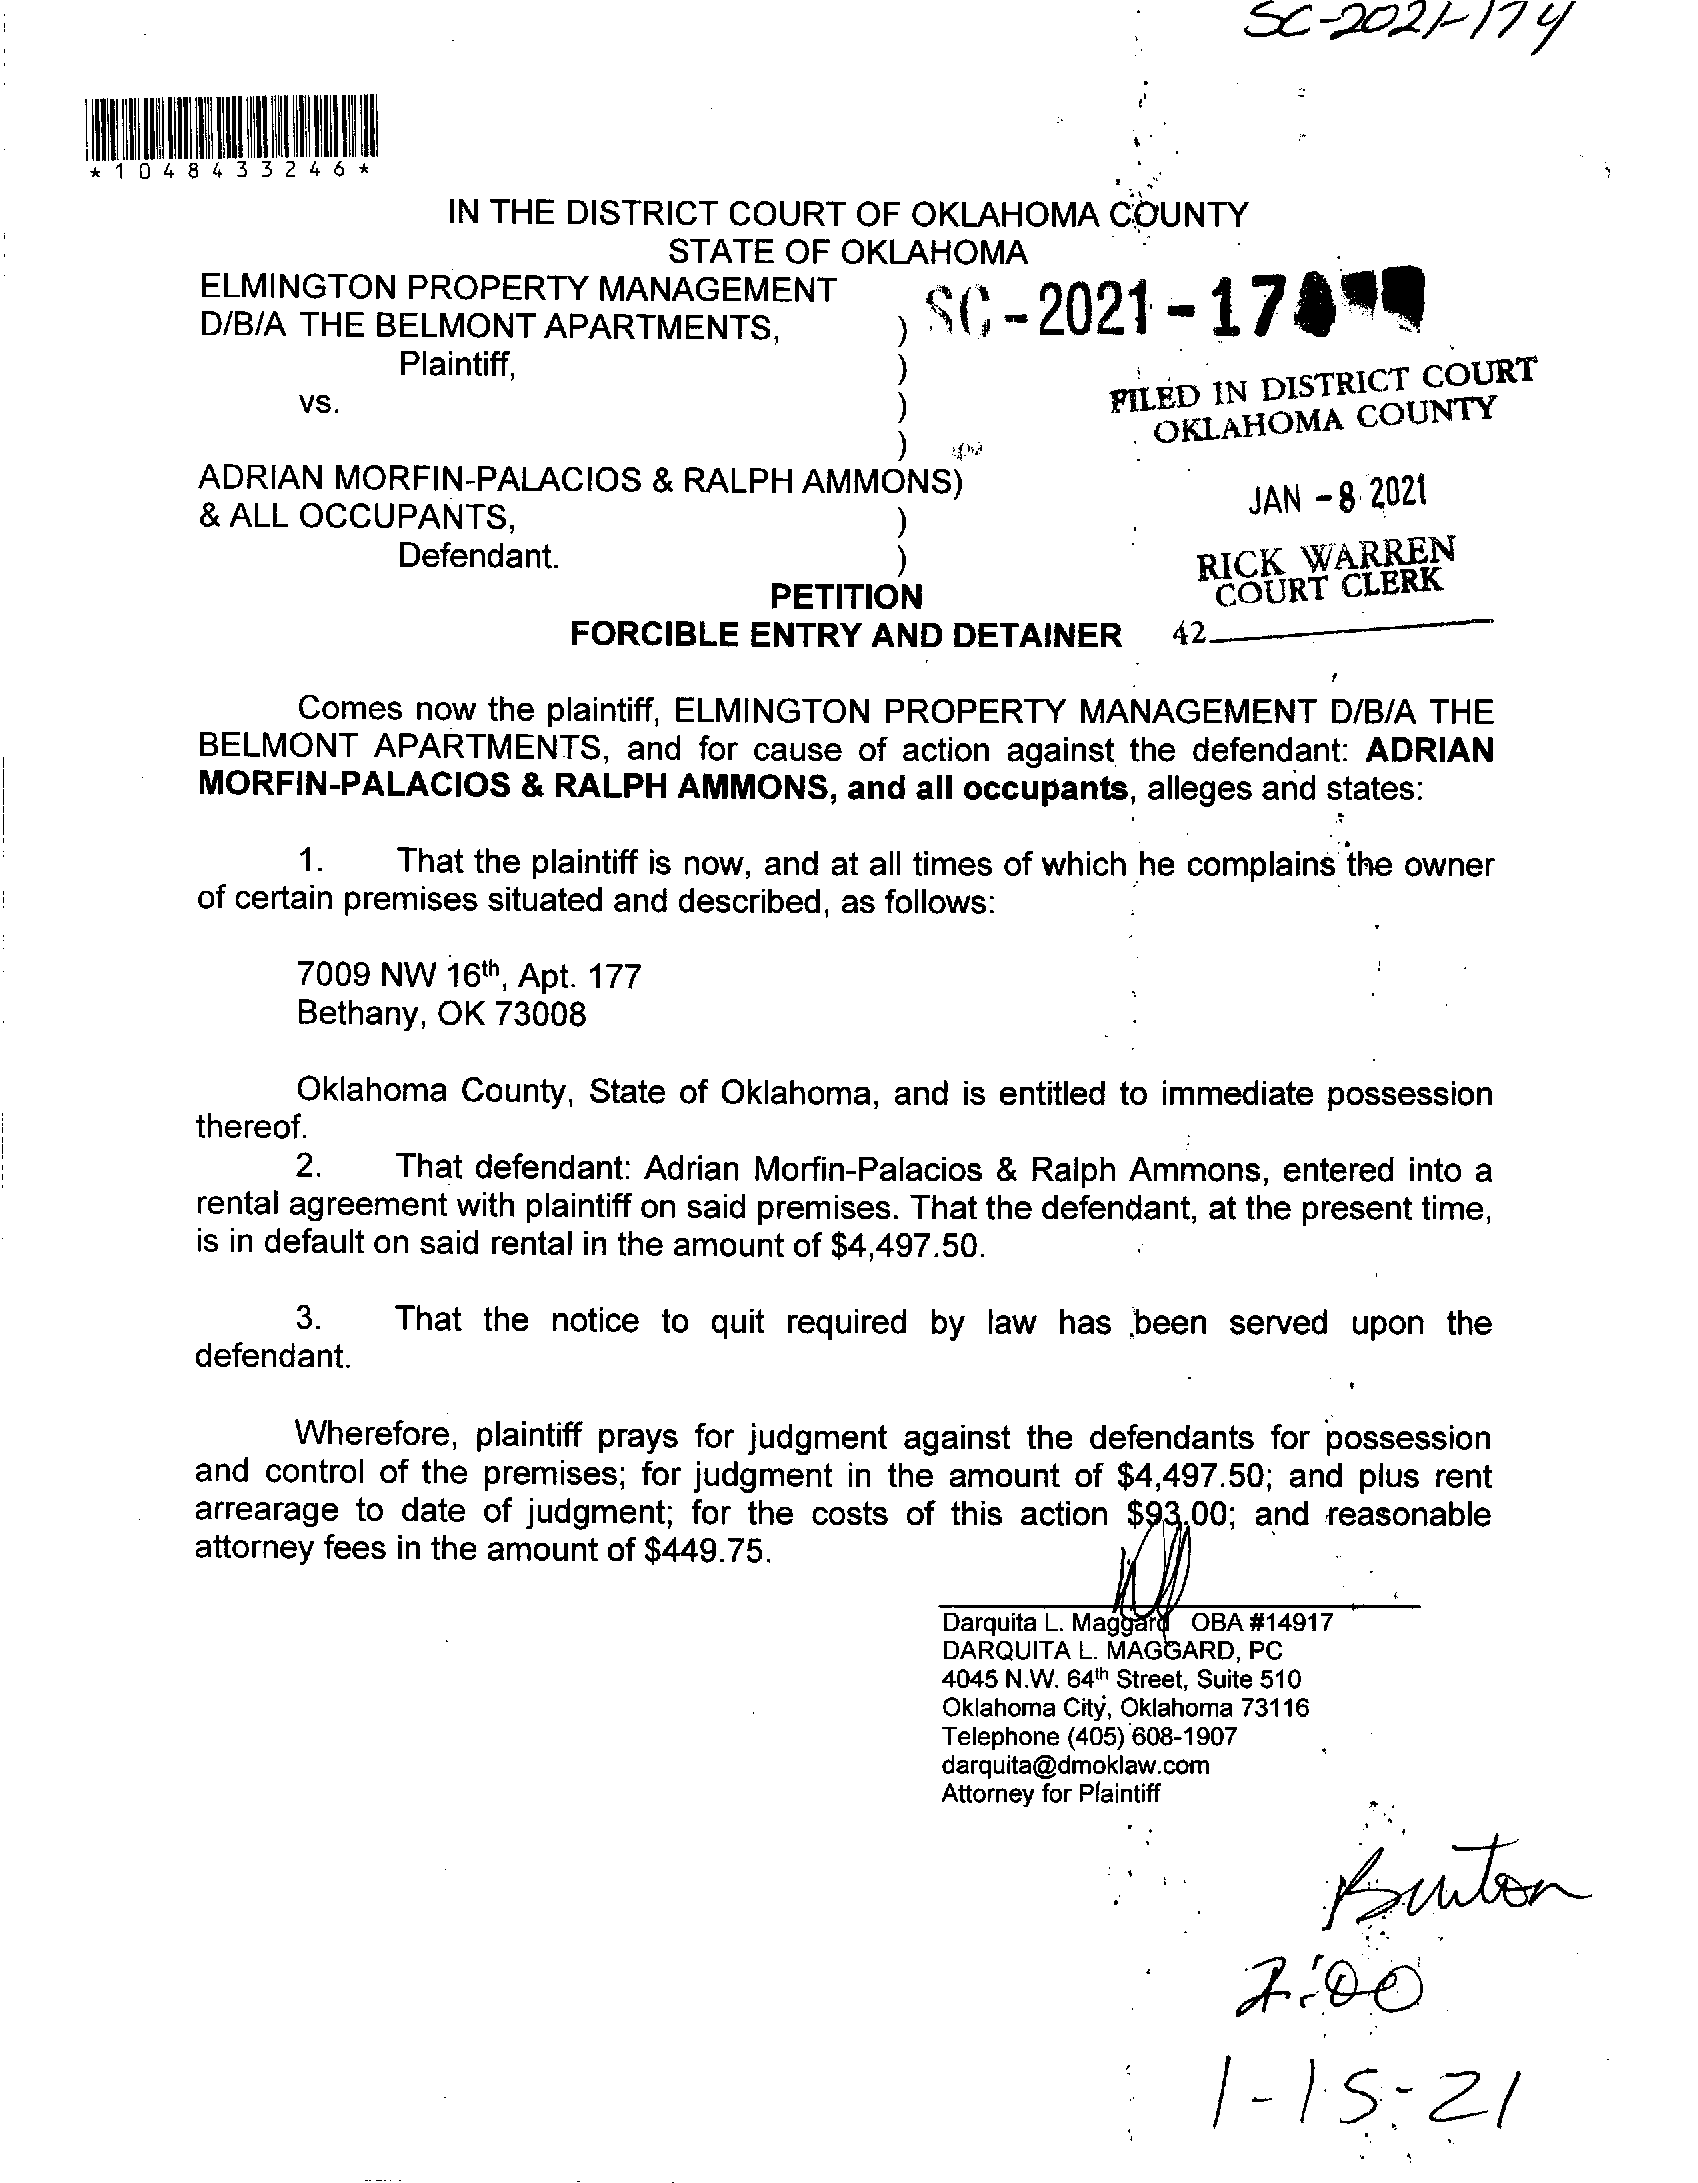 SC-2021-174
*1048433246*
IN THE DISTRICT COURT OF OKLAHOMA COUNTY
STATE OF OKLAHOMA
ELMINGTON PROPERTY MANAGEMENT
D/B/A THE BELMONT APARTMENTS, )
SC-2021-17
Plaintiff, )
vs. )
)
FILED IN DISTRICT COURT
OKLAHOMA COUNTY
ADRIAN MORFIN-PALACIOS & RALPH AMMONS)
& ALL OCCUPANTS, )
Defendant. )
JAN -8 2021
RICK WARREN
COURT CLERK
42
PETITION
FORCIBLE ENTRY AND DETAINER
Comes now the plaintiff, ELMINGTON PROPERTY MANAGEMENT D/B/A THE
BELMONT APARTMENTS, and for cause of action against the defendant: ADRIAN
MORFIN-PALACIOS & RALPH AMMONS, and all occupants, alleges and states:
1. That the plaintiff is now, and at all times of which he complains the owner
of certain premises situated and described, as follows:
7009 NW 16th, Apt. 177
Bethany, OK 73008
Oklahoma County, State of Oklahoma, and is entitled to immediate possession
thereof.
2. That defendant: Adrian Morfin-Palacios & Ralph Ammons, entered into a
rental agreement with plaintiff on said premises. That the defendant, at the present time,
is in default on said rental in the amount of $4,497.50.
3. That the notice to quit required by law has been served upon the
defendant.
Wherefore, plaintiff prays for judgment against the defendants for possession
and control of the premises; for judgment in the amount of $4,497.50; and plus rent
arrearage to date of judgment; for the costs of this action $93.00; and reasonable
attorney fees in the amount of $449.75.
Darquita L. Maggard OBA #14917
DARQUITA L. MAGGARD, PC
4045 N.W. 64th Street, Suite 510
Oklahoma City, Oklahoma 73116
Telephone (405) 608-1907
darquita@dmoklaw.com
Attorney for Plaintiff
2:00
1-15-21